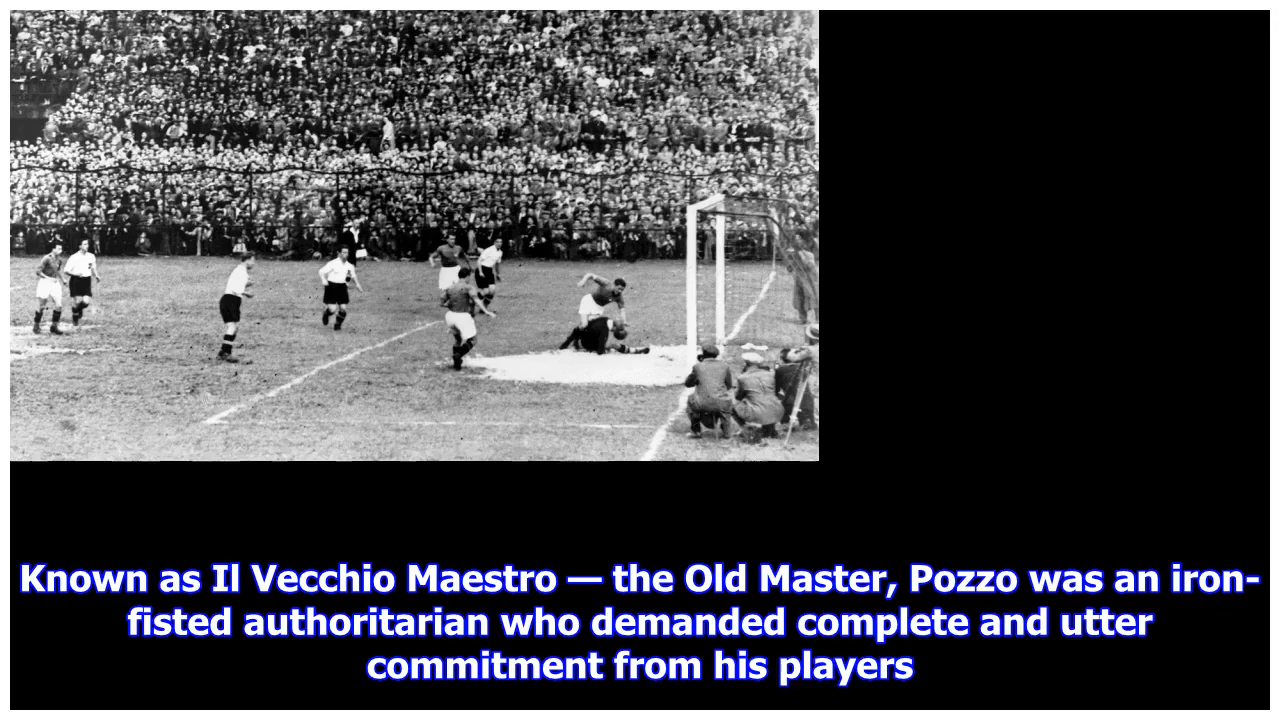 Known as Il Vecchio Maestro — the Old Master, Pozzo was an iron-
fisted authoritarian who demanded complete and utter
commitment from his players